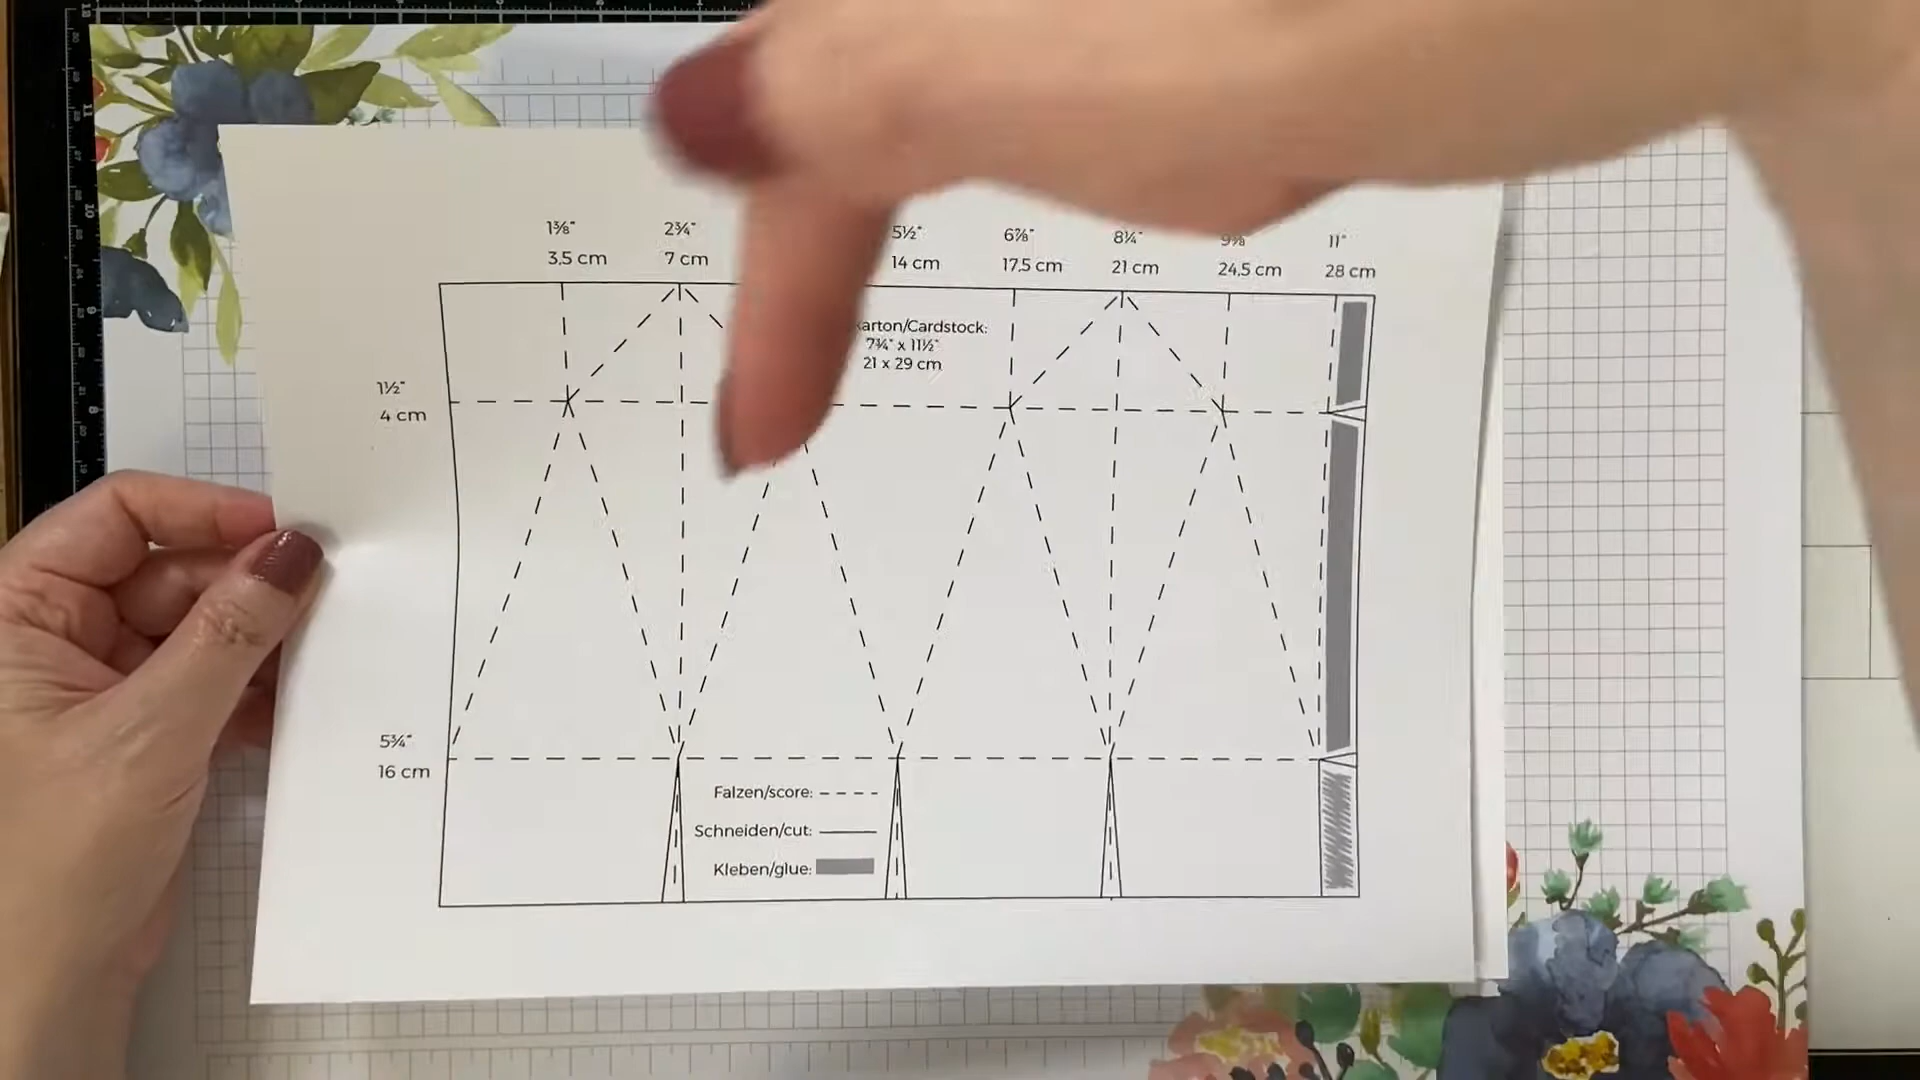 1⅜" 2¾" 5½" 6⅞" 8¼" 9⅝" 11"
3,5 cm 7 cm 14 cm 17,5 cm 21 cm 24,5 cm 28 cm
karton/Cardstock:
7¾" x 11½"
21 x 29 cm
1½"
4 cm
5¾"
16 cm
Falzen/score:
Schneiden/cut:
Kleben/glue: